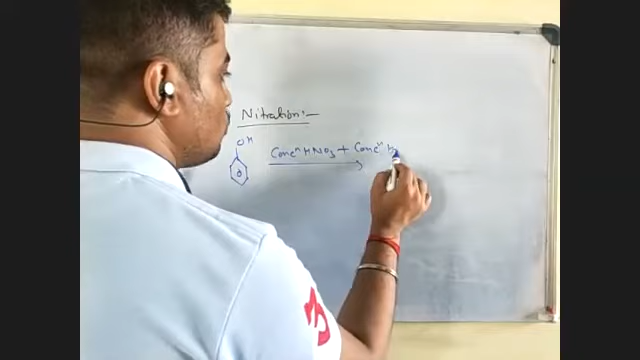 Nitration:-
OH
Concⁿ HNO₃ + Concⁿ H